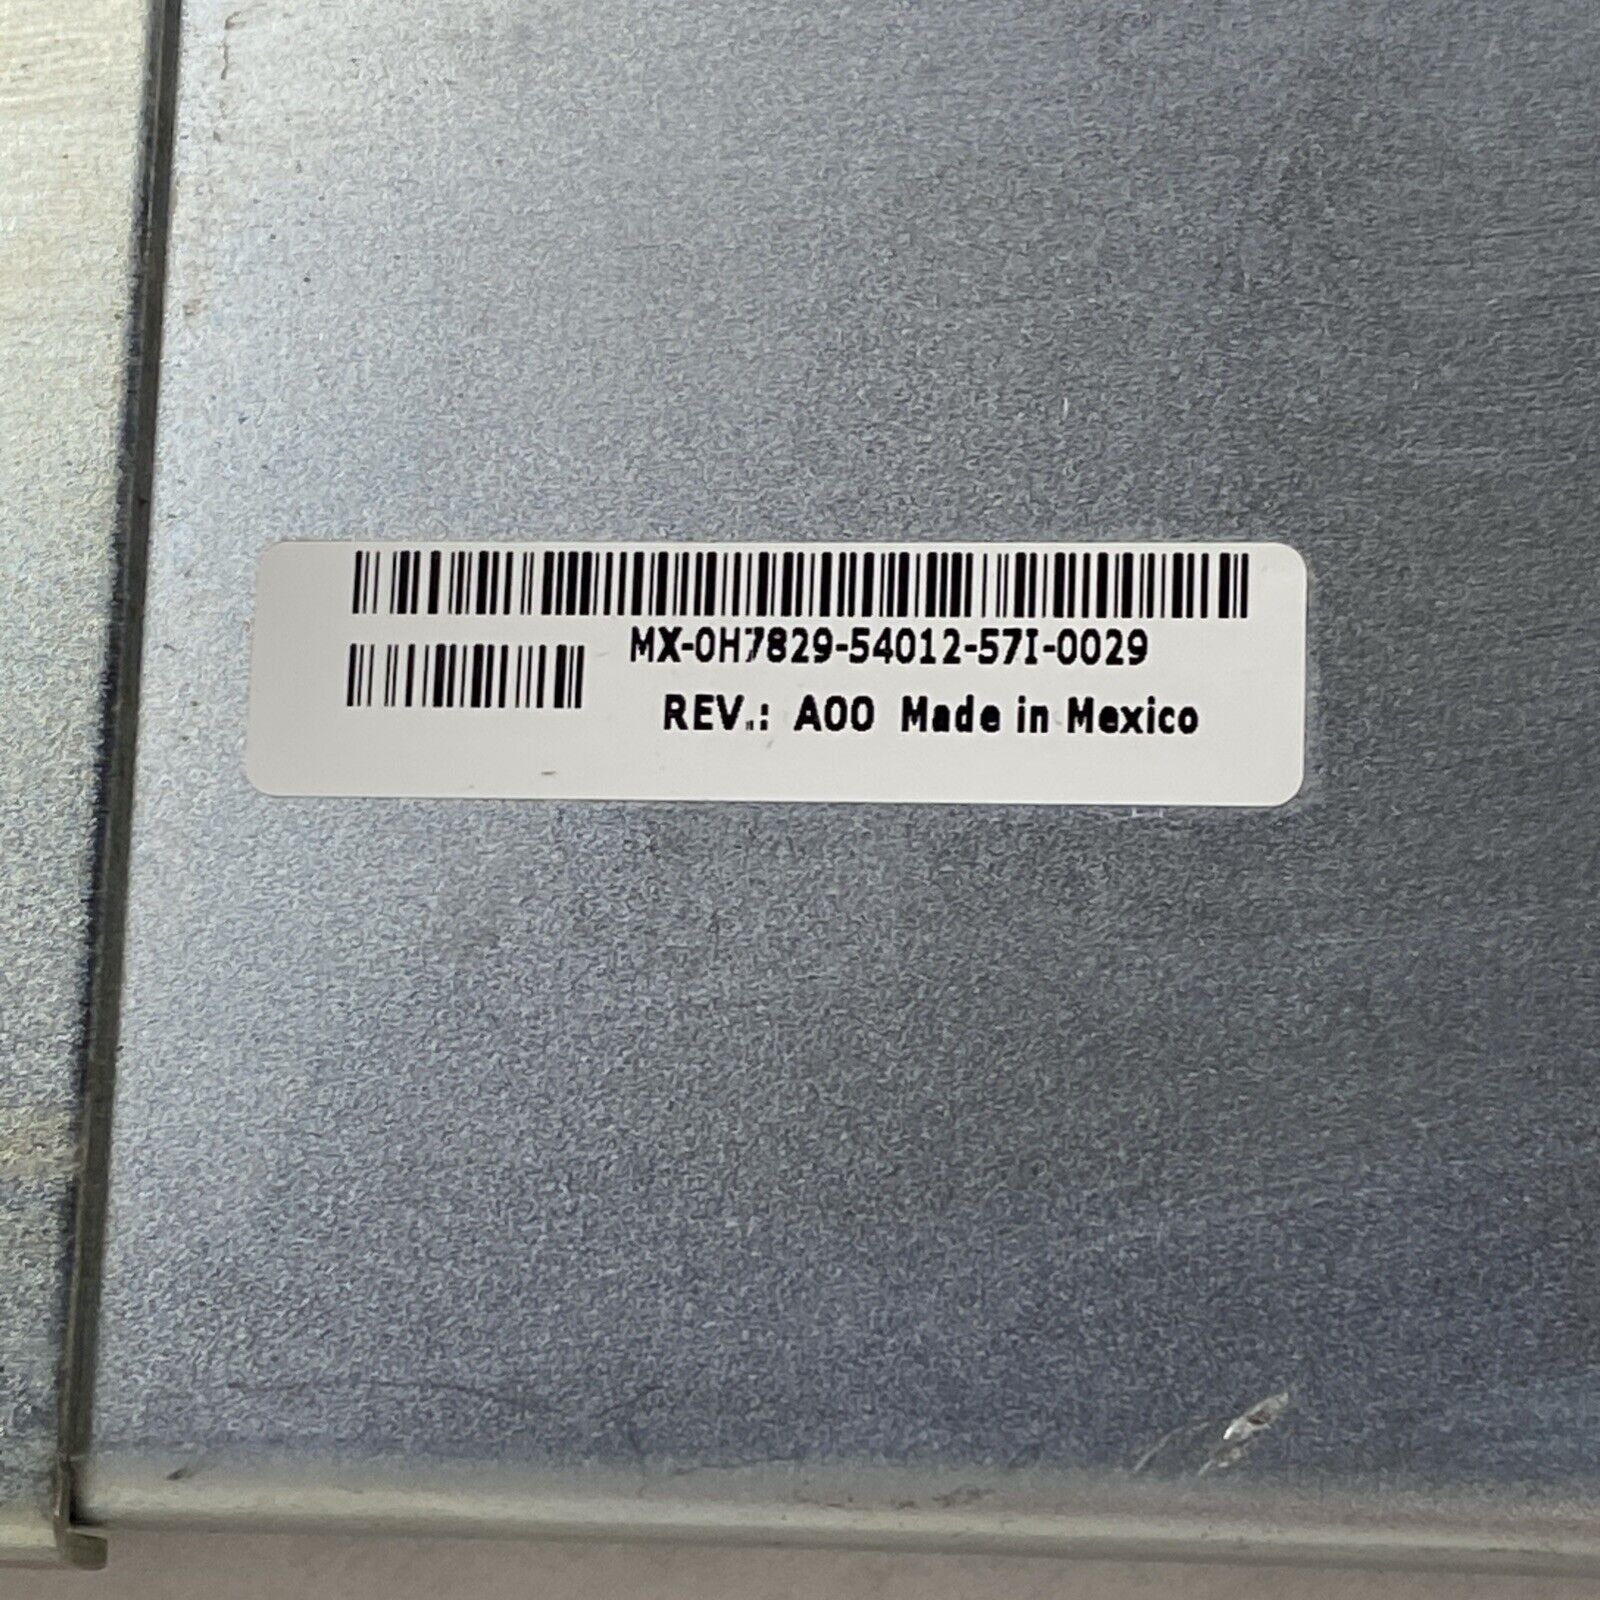 MX-0H7829-54012-57I-0029
REV.: A00 Made in Mexico